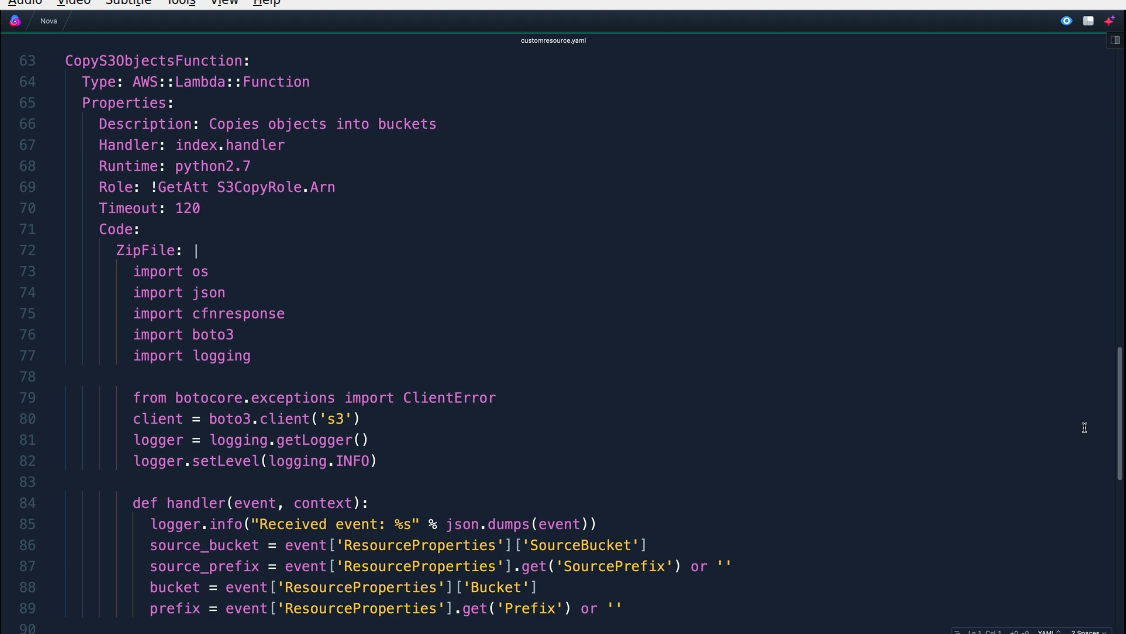 Audio Video Subtitle Tools View Help
Nova
customresource.yaml
63 CopyS3ObjectsFunction:
64 Type: AWS::Lambda::Function
65 Properties:
66 Description: Copies objects into buckets
67 Handler: index.handler
68 Runtime: python2.7
69 Role: !GetAtt S3CopyRole.Arn
70 Timeout: 120
71 Code:
72 ZipFile: |
73 import os
74 import json
75 import cfnresponse
76 import boto3
77 import logging
78
79 from botocore.exceptions import ClientError
80 client = boto3.client('s3')
81 logger = logging.getLogger()
82 logger.setLevel(logging.INFO)
83
84 def handler(event, context):
85 logger.info("Received event: %s" % json.dumps(event))
86 source_bucket = event['ResourceProperties']['SourceBucket']
87 source_prefix = event['ResourceProperties'].get('SourcePrefix') or ''
88 bucket = event['ResourceProperties']['Bucket']
89 prefix = event['ResourceProperties'].get('Prefix') or ''
90
YAML 2 Spaces